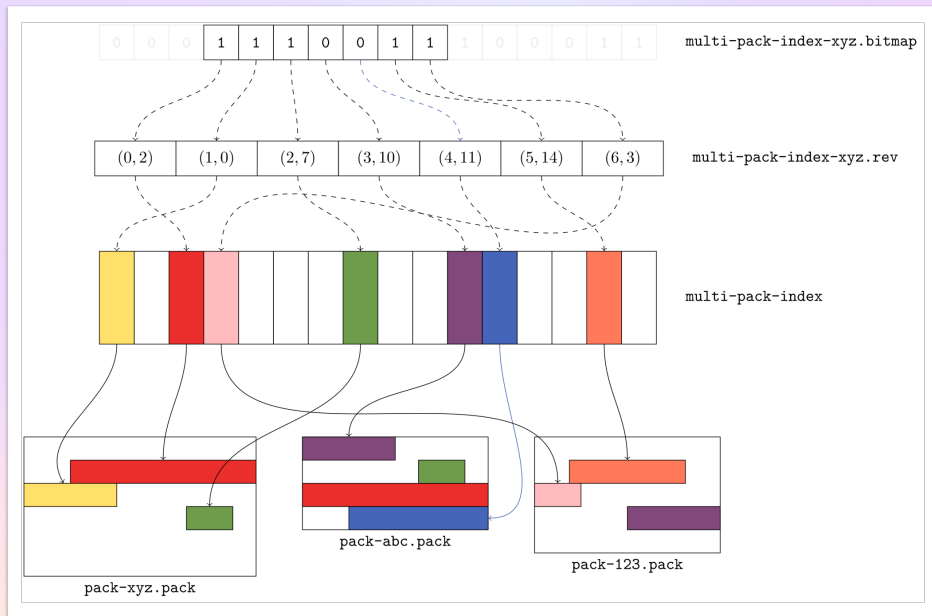 0 0 0 1 1 1 0 0 1 1 1 0 0 0 1 1 multi-pack-index-xyz.bitmap
(0, 2) (1, 0) (2, 7) (3, 10) (4, 11) (5, 14) (6, 3) multi-pack-index-xyz.rev
multi-pack-index
pack-xyz.pack
pack-abc.pack
pack-123.pack